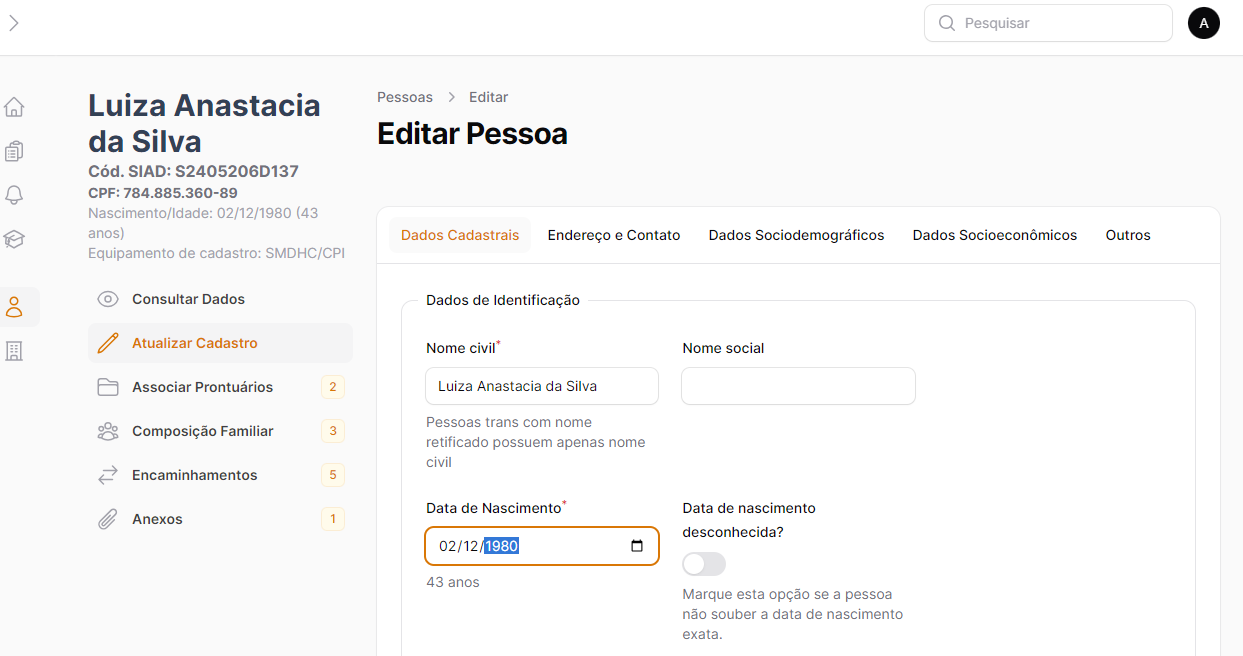 Pesquisar
A
Luiza Anastacia
da Silva
Cód. SIAD: S2405206D137
CPF: 784.885.360-89
Nascimento/Idade: 02/12/1980 (43
anos)
Equipamento de cadastro: SMDHC/CPI
Consultar Dados
Atualizar Cadastro
Associar Prontuários 2
Composição Familiar 3
Encaminhamentos 5
Anexos 1
Pessoas > Editar
Editar Pessoa
Dados Cadastrais Endereço e Contato Dados Sociodemográficos Dados Socioeconômicos Outros
Dados de Identificação
Nome civil* Nome social
Luiza Anastacia da Silva
Pessoas trans com nome
retificado possuem apenas nome
civil
Data de Nascimento*
02/12/1980
43 anos
Data de nascimento
desconhecida?
Marque esta opção se a pessoa
não souber a data de nascimento
exata.